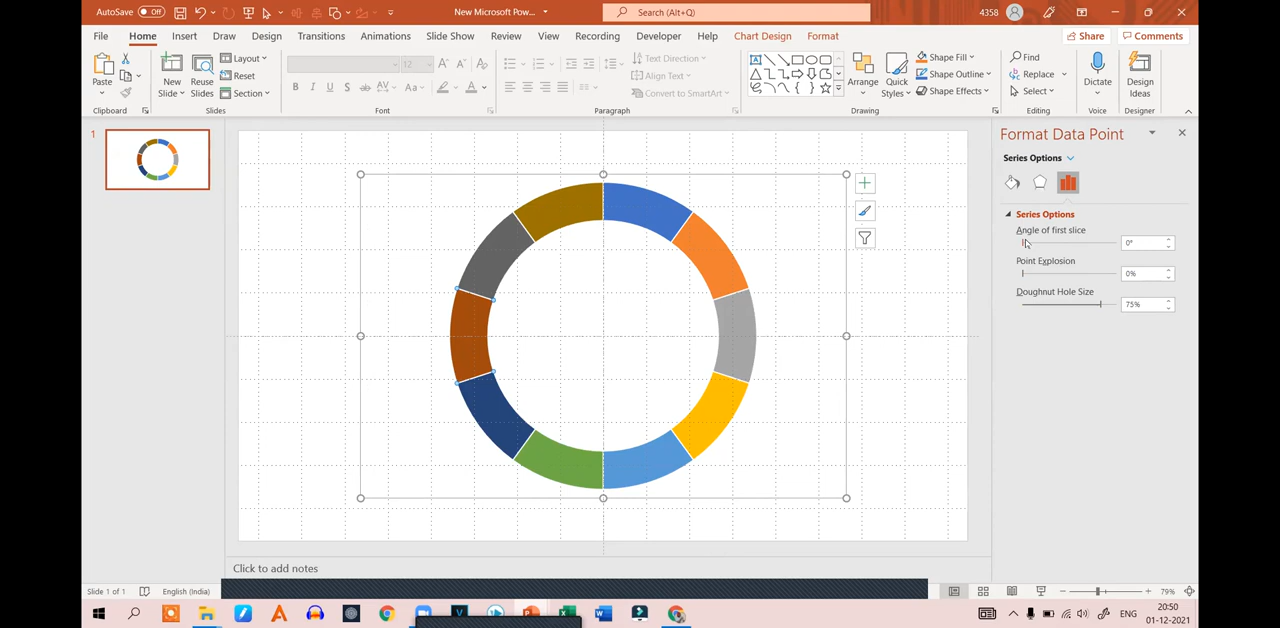 AutoSave Off New Microsoft Pow... Search (Alt+Q) 4358
File Home Insert Draw Design Transitions Animations Slide Show Review View Recording Developer Help Chart Design Format Share Comments
Paste New Slide Reuse Slides Layout Reset Section
12 A A
B I U S ab AV Aa A
Text Direction Align Text Convert to SmartArt
Arrange Quick Styles Shape Fill Shape Outline Shape Effects
Find Replace Select Dictate Design Ideas
Clipboard Slides Font Paragraph Drawing Editing Voice Designer
1
Format Data Point
Series Options
Series Options
Angle of first slice
0°
Point Explosion
0%
Doughnut Hole Size
75%
Click to add notes
Slide 1 of 1 English (India) 79%
ENG 20:50
01-12-2021